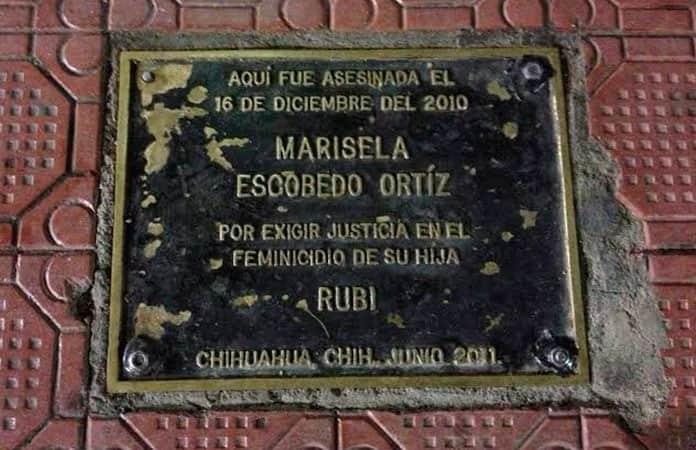 AQUÍ FUE ASESINADA EL
16 DE DICIEMBRE DEL 2010
MARISELA
ESCOBEDO ORTÍZ
POR EXIGIR JUSTICIA EN EL
FEMINICIDIO DE SU HIJA
RUBI
CHIHUAHUA, CHIH. JUNIO 2011